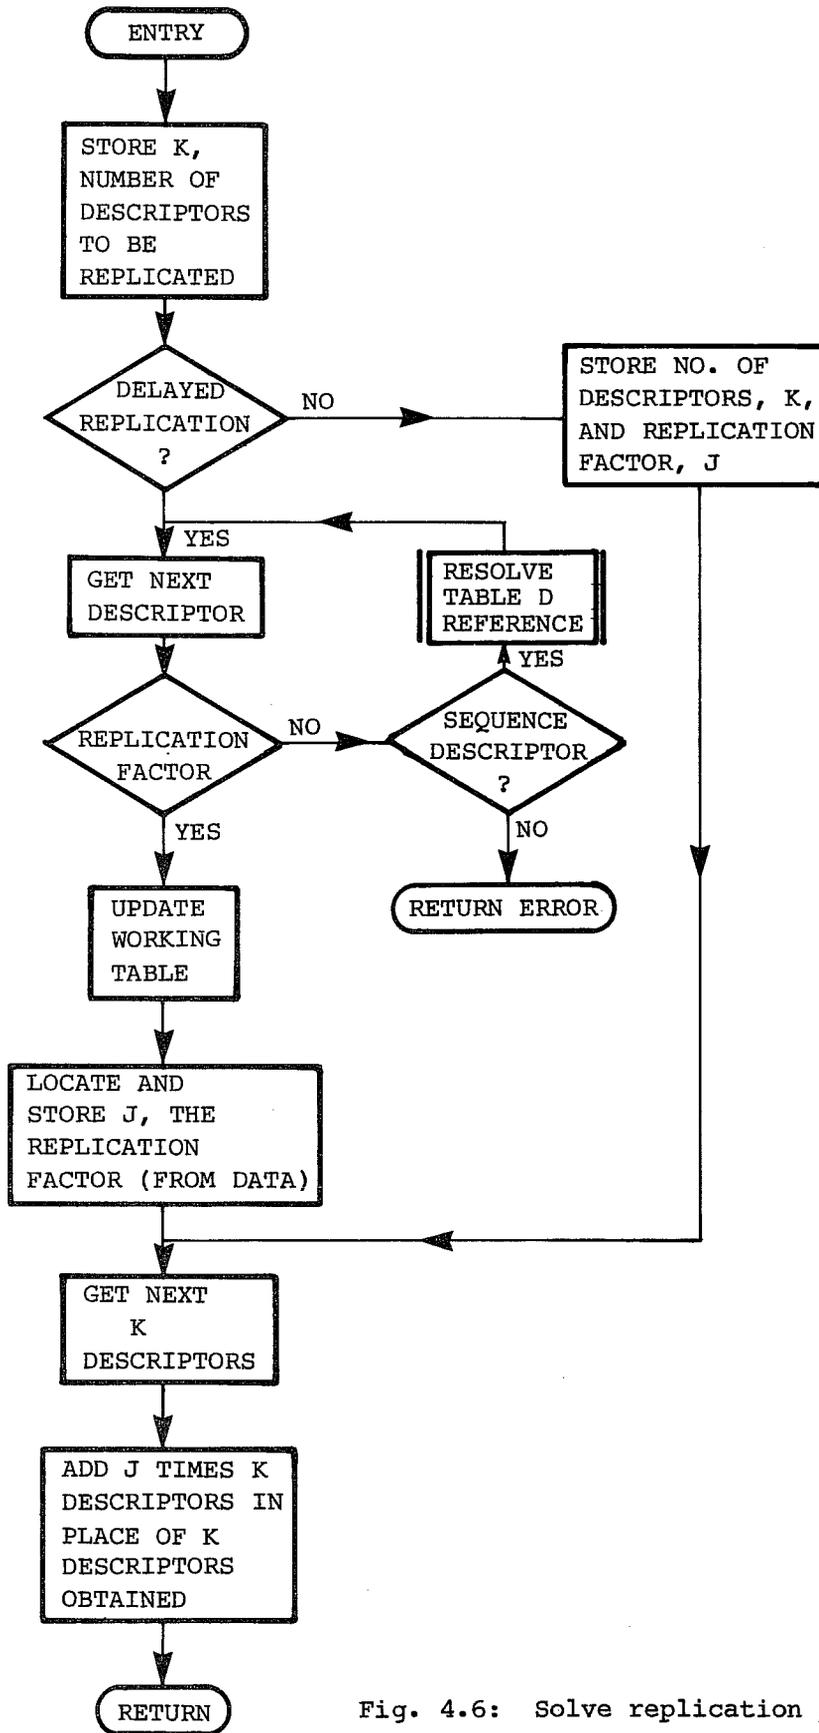 ENTRY
STORE K,
NUMBER OF
DESCRIPTORS
TO BE
REPLICATED
DELAYED
REPLICATION
?
NO
STORE NO. OF
DESCRIPTORS, K,
AND REPLICATION
FACTOR, J
YES
GET NEXT
DESCRIPTOR
RESOLVE
TABLE D
REFERENCE
YES
REPLICATION
FACTOR
NO
SEQUENCE
DESCRIPTOR
?
YES
NO
UPDATE
WORKING
TABLE
RETURN ERROR
LOCATE AND
STORE J, THE
REPLICATION
FACTOR (FROM DATA)
GET NEXT
K
DESCRIPTORS
ADD J TIMES K
DESCRIPTORS IN
PLACE OF K
DESCRIPTORS
OBTAINED
RETURN
Fig. 4.6: Solve replication